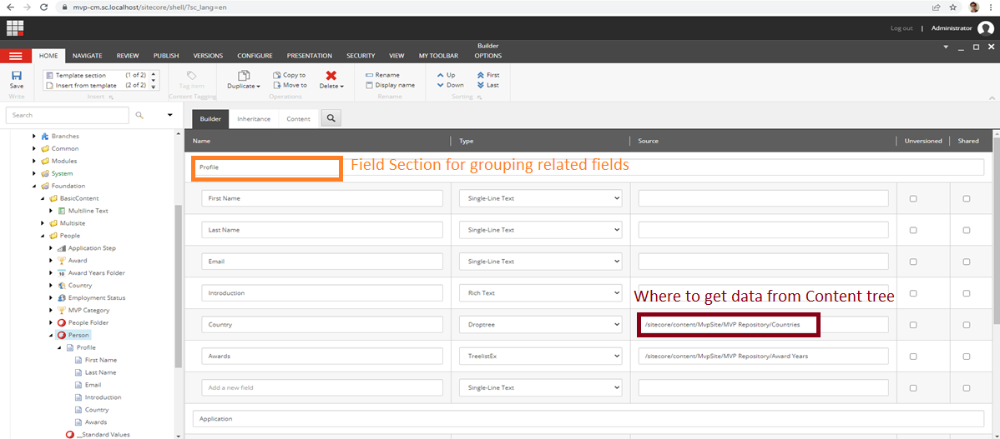 mvp-cm.sc.localhost/sitecore/shell/?sc_lang=en
Log out | Administrator
Builder
HOME NAVIGATE REVIEW PUBLISH VERSIONS CONFIGURE PRESENTATION SECURITY VIEW MY TOOLBAR OPTIONS
Save
Write
Template section (1 of 2)
Insert from template (2 of 2)
Insert
Tag item
Content Tagging
Duplicate
Copy to
Move to
Delete
Operations
Rename
Display name
Rename
Up
Down
First
Last
Sorting
Search
Branches
Common
Modules
System
Foundation
BasicContent
Multiline Text
Multisite
People
Application Step
Award
10 Award Years Folder
Country
Employment Status
MVP Category
People Folder
Person
Profile
First Name
Last Name
Email
Introduction
Country
Awards
__Standard Values
Builder Inheritance Content
Name Type Source Unversioned Shared
Profile
Field Section for grouping related fields
First Name Single-Line Text
Last Name Single-Line Text
Email Single-Line Text
Introduction Rich Text
Where to get data from Content tree
Country Droptree /sitecore/content/MvpSite/MVP Repository/Countries
Awards TreelistEx /sitecore/content/MvpSite/MVP Repository/Award Years
Add a new field Single-Line Text
Application